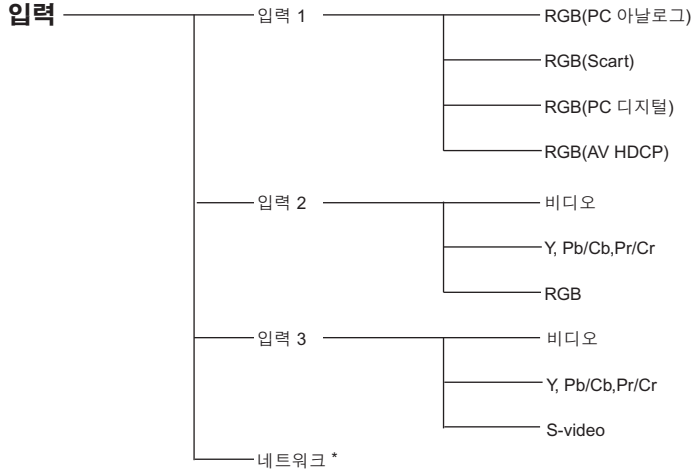 입력
입력 1
RGB(PC 아날로그)
RGB(Scart)
RGB(PC 디지털)
RGB(AV HDCP)
입력 2
비디오
Y, Pb/Cb,Pr/Cr
RGB
입력 3
비디오
Y, Pb/Cb,Pr/Cr
S-video
네트워크 *